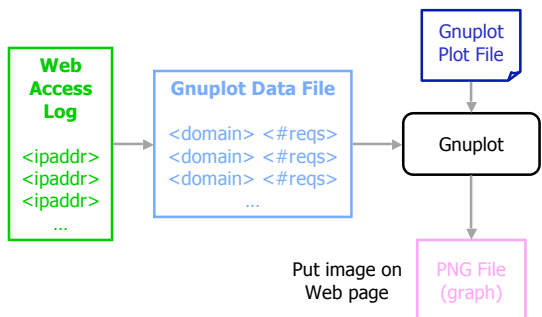 Web
Access
Log
<ipaddr>
<ipaddr>
<ipaddr>
...
Gnuplot Data File
<domain> <#reqs>
<domain> <#reqs>
<domain> <#reqs>
...
Gnuplot
Plot File
Gnuplot
Put image on
Web page
PNG File
(graph)